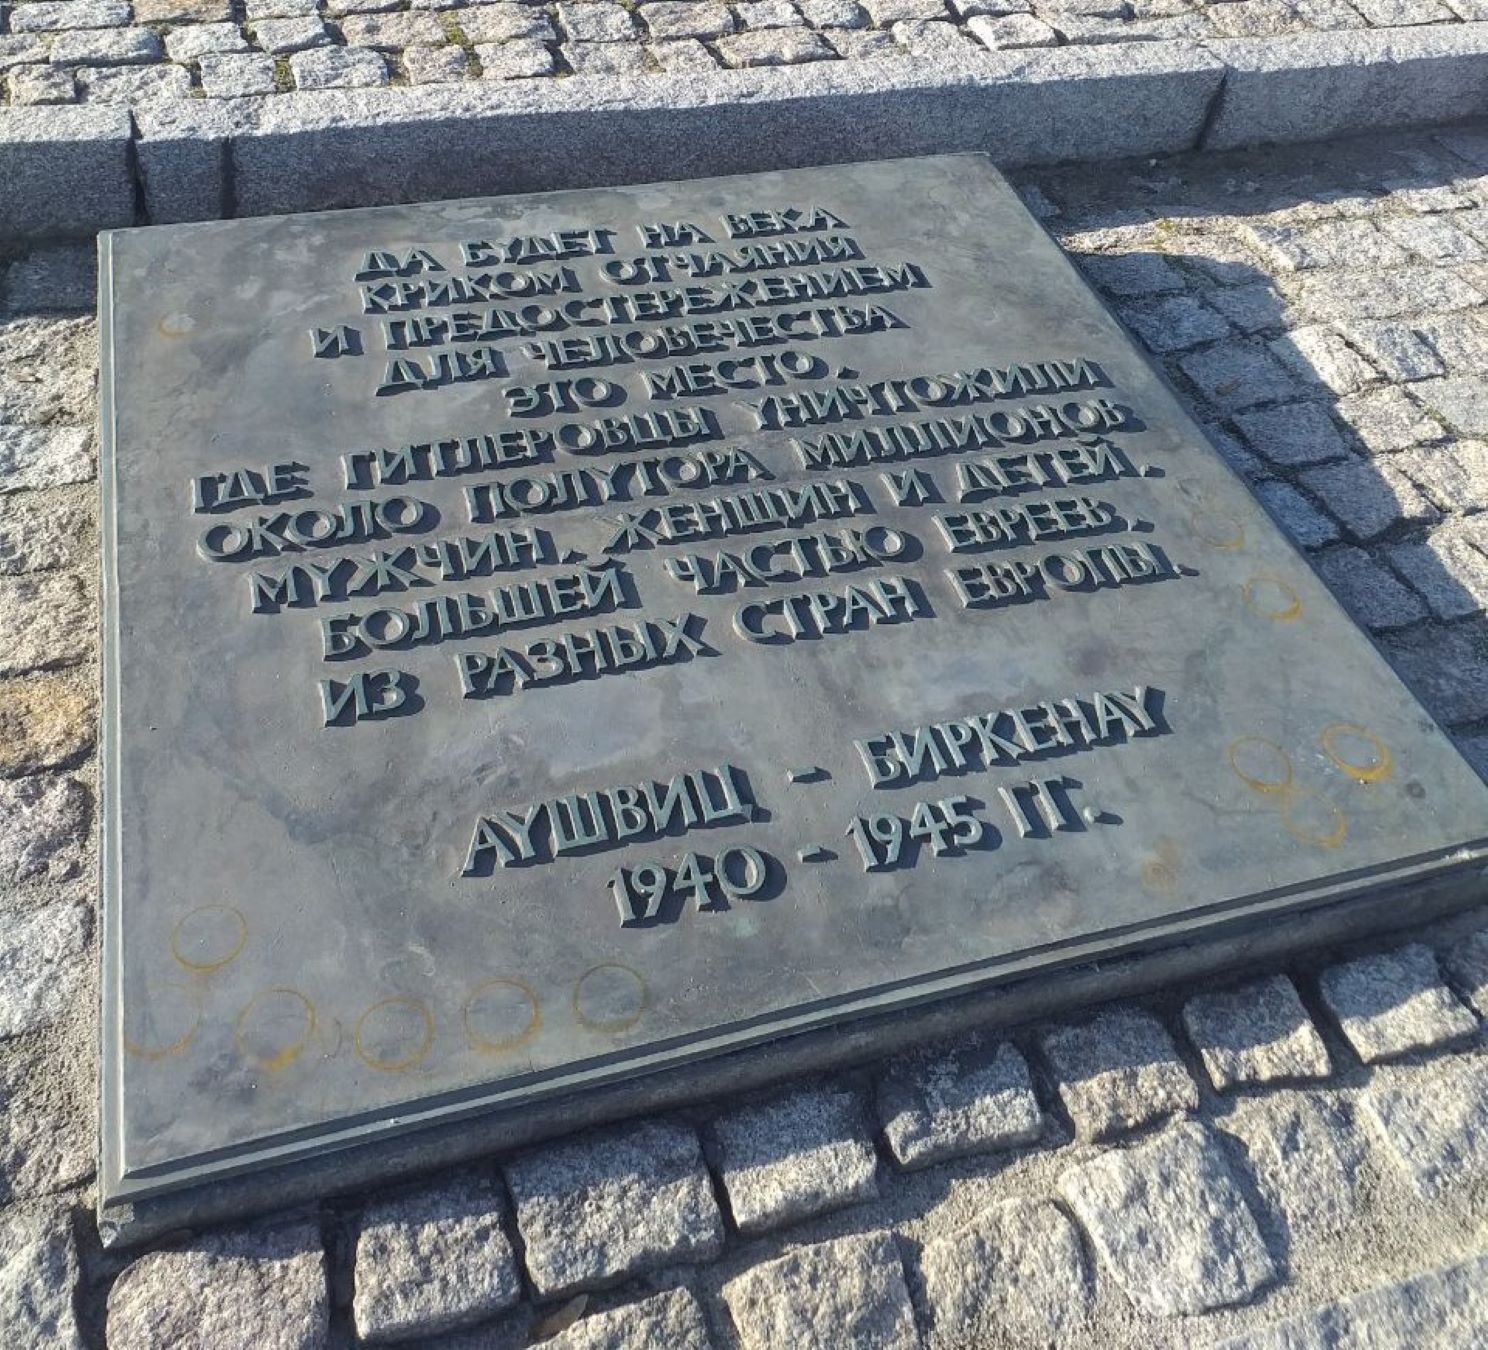 ДА БУДЕТ НА ВЕКА
КРИКОМ ОТЧАЯНИЯ
И ПРЕДОСТЕРЕЖЕНИЕМ
ДЛЯ ЧЕЛОВЕЧЕСТВА
ЭТО МЕСТО,
ГДЕ ГИТЛЕРОВЦЫ УНИЧТОЖИЛИ
ОКОЛО ПОЛУТОРА МИЛЛИОНОВ
МУЖЧИН, ЖЕНЩИН И ДЕТЕЙ,
БОЛЬШЕЙ ЧАСТЬЮ ЕВРЕЕВ,
ИЗ РАЗНЫХ СТРАН ЕВРОПЫ.
АУШВИЦ - БИРКЕНАУ
1940 - 1945 ГГ.